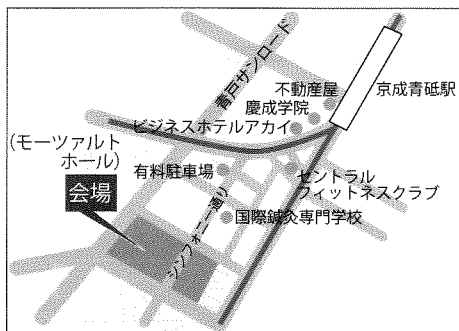 青戸サンロード
不動産屋
京成青砥駅
慶成学院
ビジネスホテルアカイ
(モーツァルト
ホール)
会場
有料駐車場
セントラル
フィットネスクラブ
シンフォニー通り
国際鍼灸専門学校